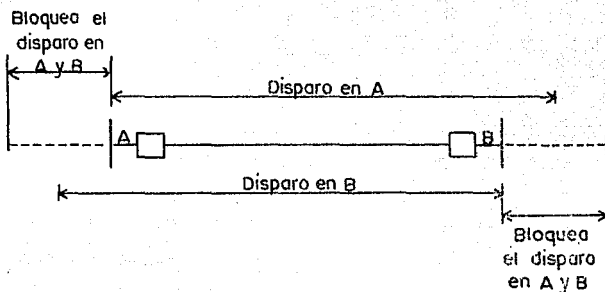 Bloquea el
disparo en
A y B
Disparo en A
A
B
Disparo en B
Bloquea
el disparo
en A y B